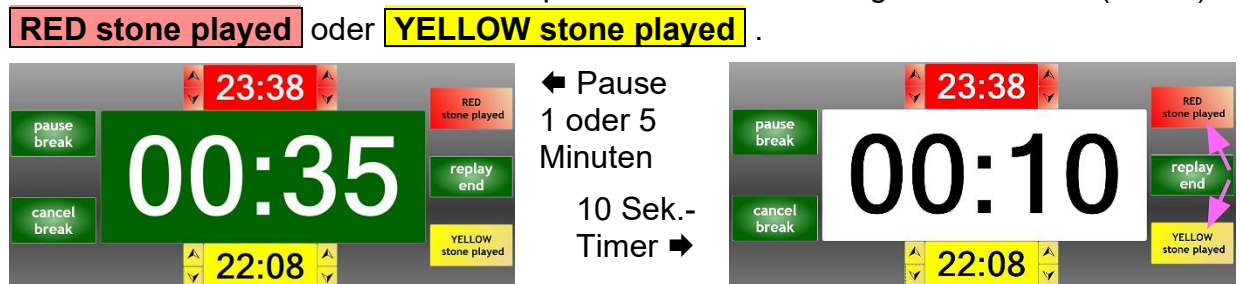 RED stone played oder YELLOW stone played .
23:38
RED
stone played
pause
break
00:35
replay
end
cancel
break
YELLOW
stone played
22:08
🡸 Pause
1 oder 5
Minuten
10 Sek.-
Timer 🡺
23:38
RED
stone played
pause
break
00:10
replay
end
cancel
break
YELLOW
stone played
22:08